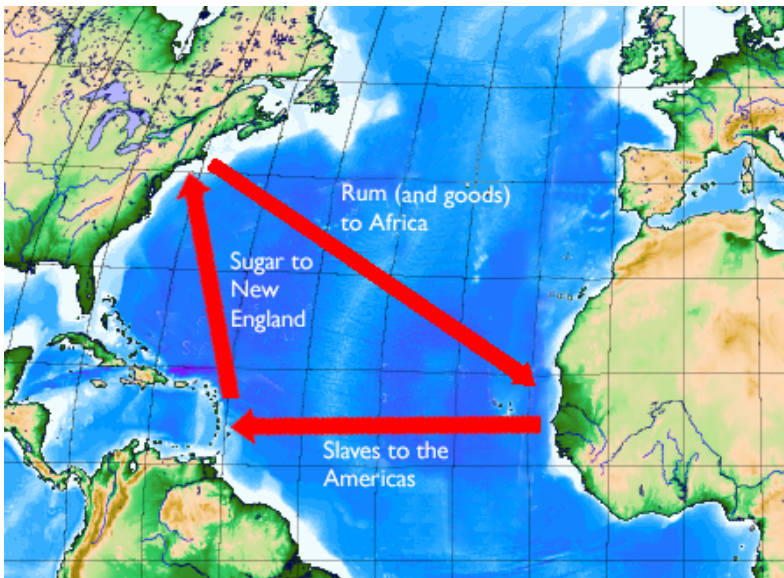 Rum (and goods)
to Africa
Sugar to
New
England
Slaves to the
Americas